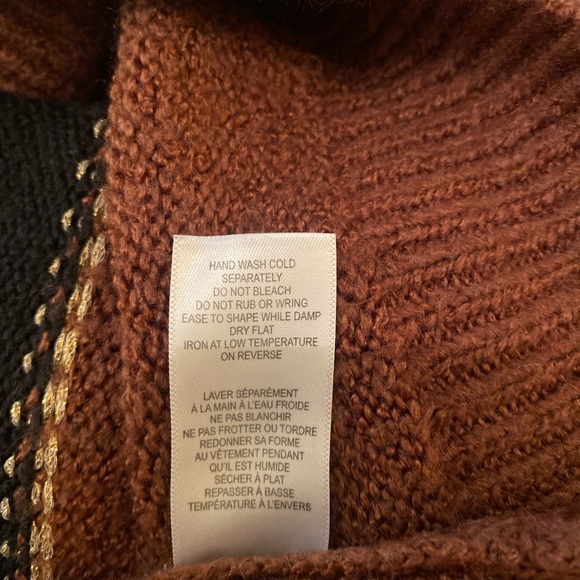 HAND WASH COLD
SEPARATELY
DO NOT BLEACH
DO NOT RUB OR WRING
EASE TO SHAPE WHILE DAMP
DRY FLAT
IRON AT LOW TEMPERATURE
ON REVERSE
LAVER SÉPARÉMENT
À LA MAIN À L'EAU FROIDE
NE PAS BLANCHIR
NE PAS FROTTER OU TORDRE
REDONNER SA FORME
AU VÊTEMENT PENDANT
QU'IL EST HUMIDE
SÉCHER À PLAT
REPASSER À BASSE
TEMPÉRATURE À L'ENVERS